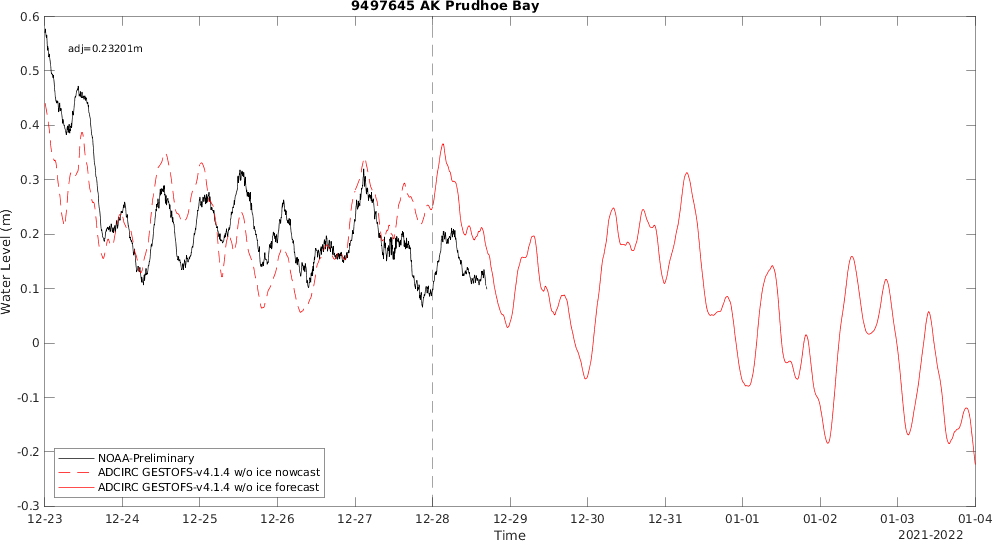 9497645 AK Prudhoe Bay
adj=0.23201m
Water Level (m)
0.6
0.5
0.4
0.3
0.2
0.1
0
-0.1
-0.2
-0.3
NOAA-Preliminary
ADCIRC GESTOFS-v4.1.4 w/o ice nowcast
ADCIRC GESTOFS-v4.1.4 w/o ice forecast
12-23 12-24 12-25 12-26 12-27 12-28 12-29 12-30 12-31 01-01 01-02 01-03 01-04
Time
2021-2022